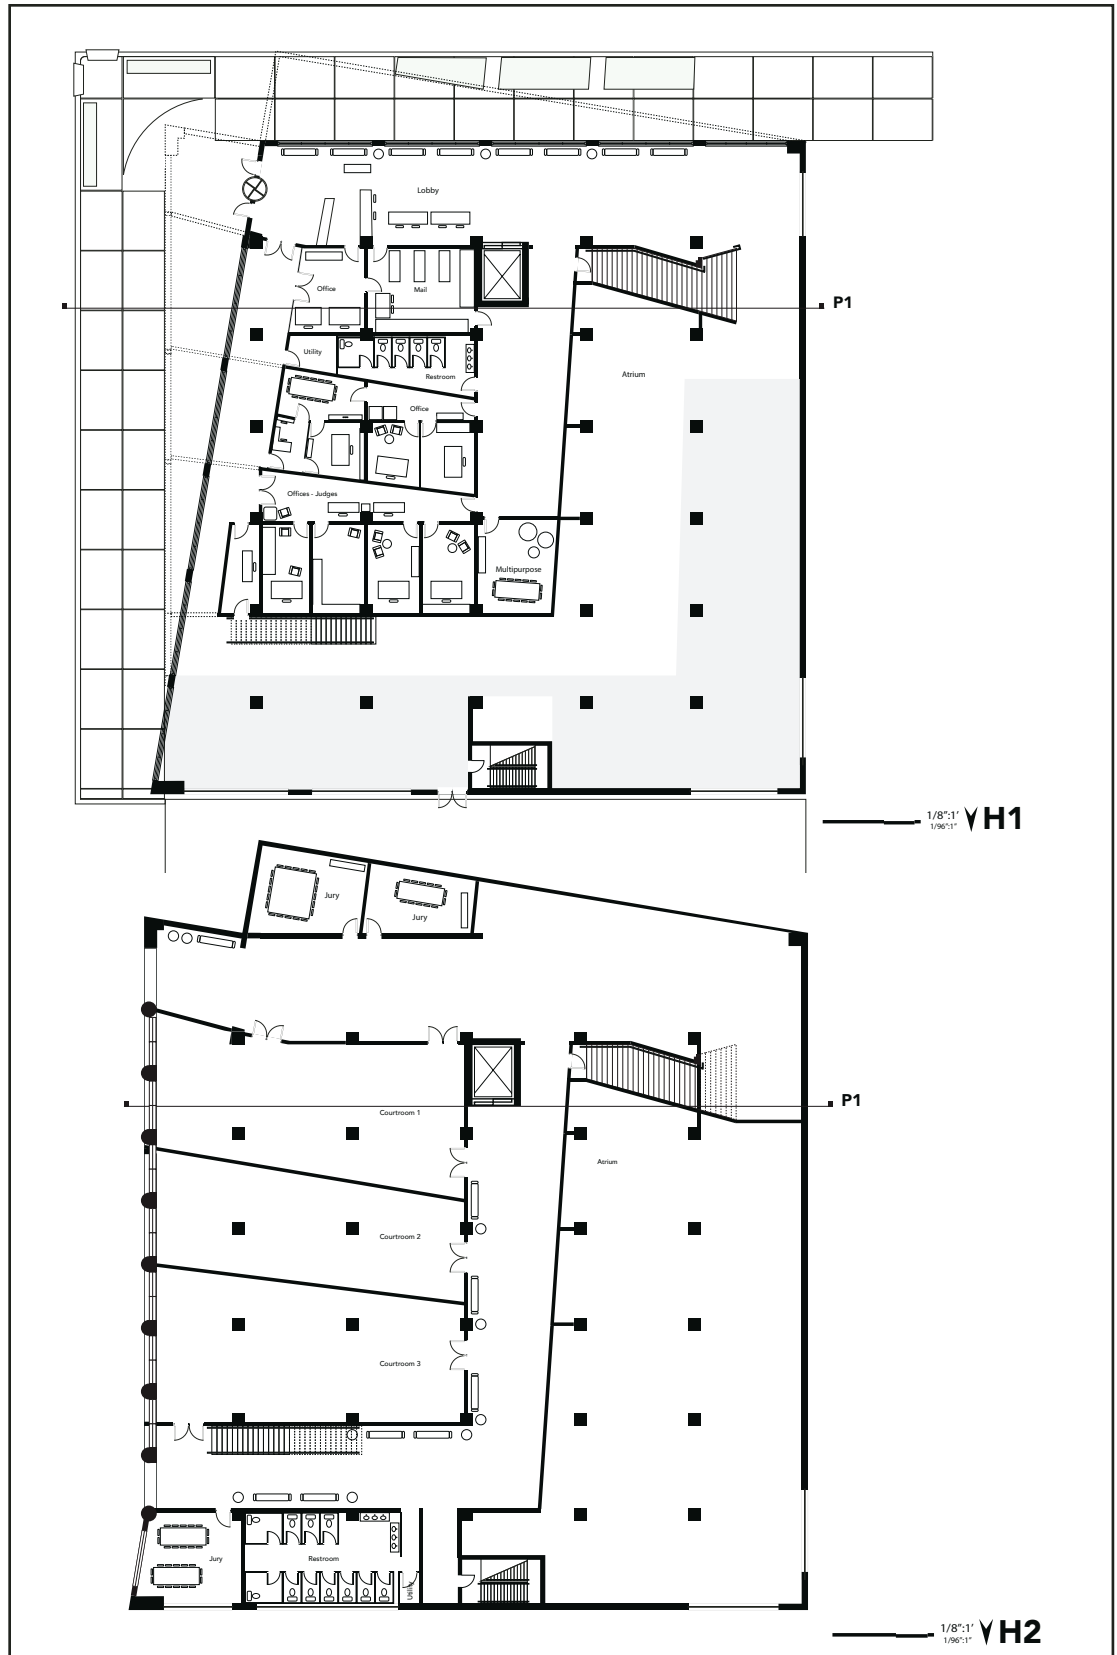 Lobby
Office
Mail
P1
Utility
Restroom
Atrium
Office
Offices - Judges
Multipurpose
1/8":1'
1/96":1"
H1
Jury
Jury
P1
Courtroom 1
Atrium
Courtroom 2
Courtroom 3
Jury
Restroom
Utility
1/8":1'
1/96":1"
H2